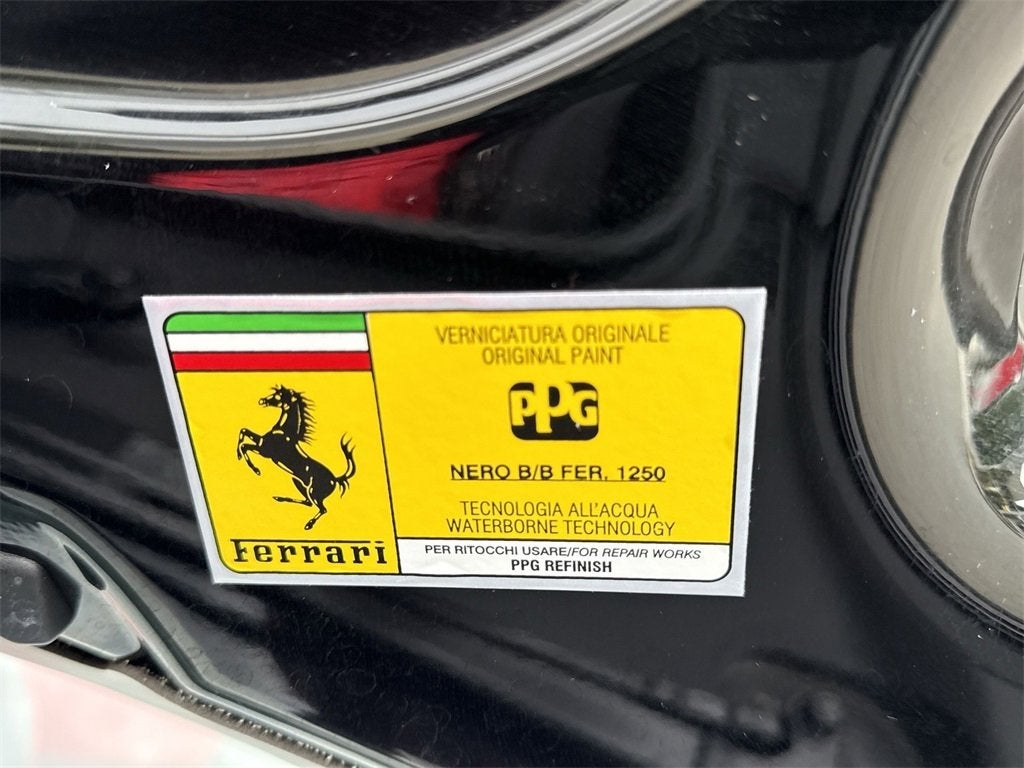 Ferrari
VERNICIATURA ORIGINALE
ORIGINAL PAINT
PPG
NERO B/B FER. 1250
TECNOLOGIA ALL'ACQUA
WATERBORNE TECHNOLOGY
PER RITOCCHI USARE/FOR REPAIR WORKS
PPG REFINISH